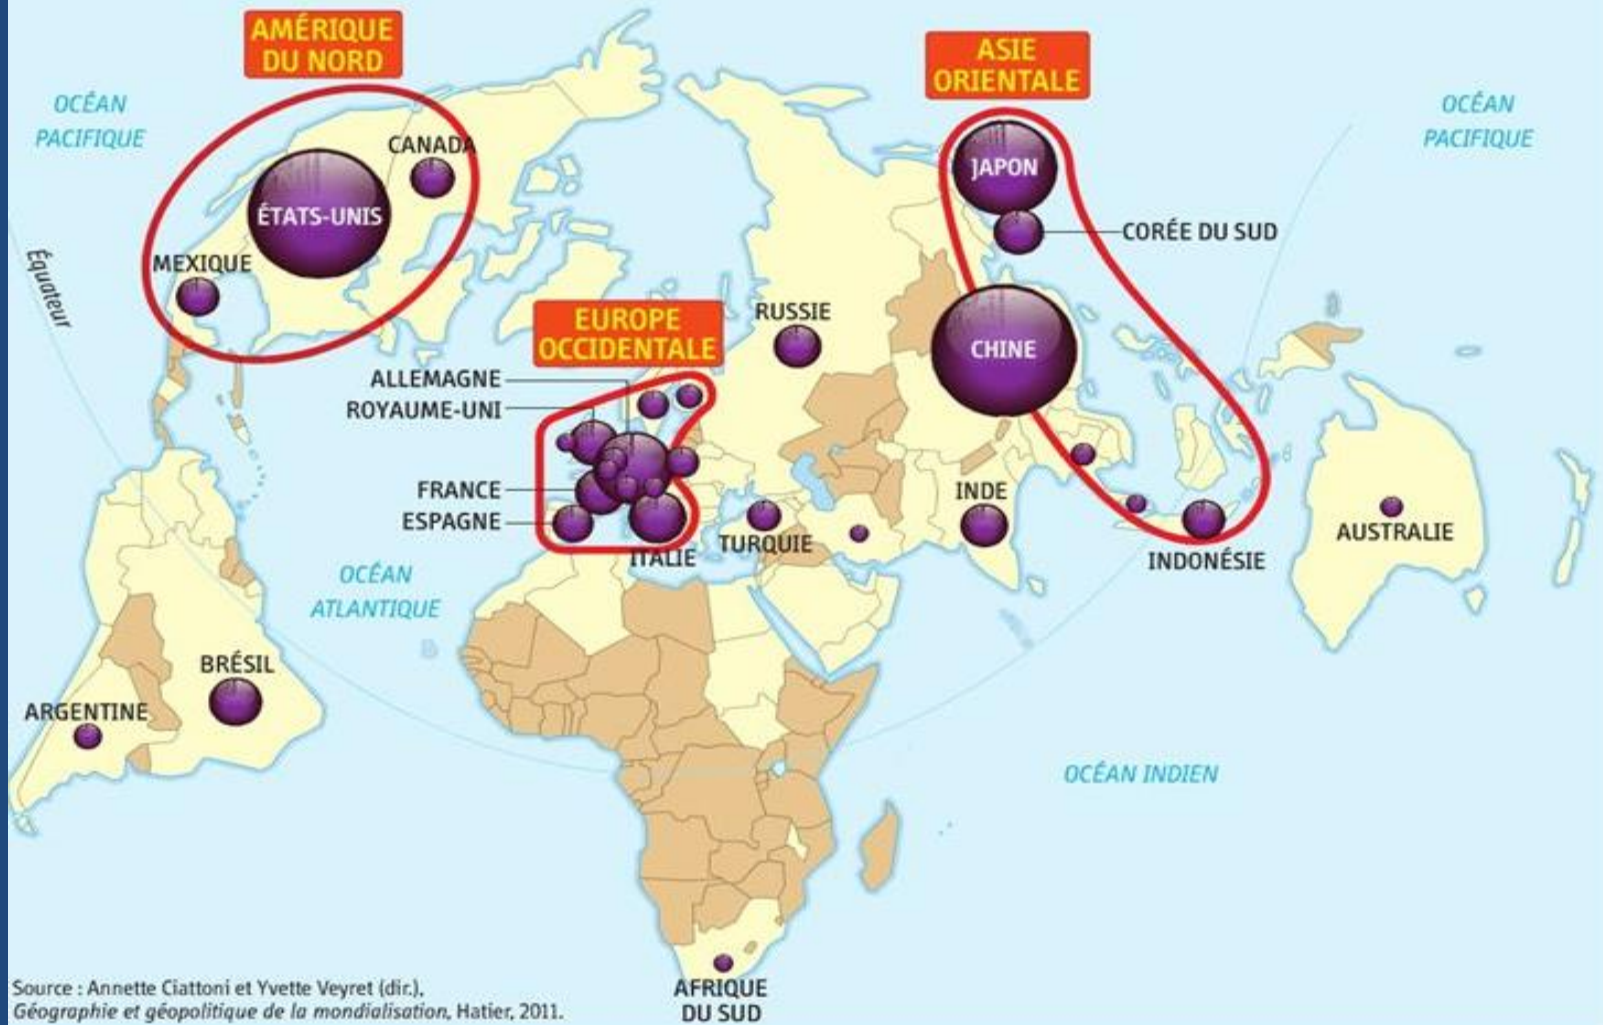 AMÉRIQUE
DU NORD
ASIE
ORIENTALE
OCÉAN
PACIFIQUE
OCÉAN
PACIFIQUE
CANADA
JAPON
ÉTATS-UNIS
CORÉE DU SUD
MEXIQUE
Équateur
EUROPE
OCCIDENTALE
RUSSIE
CHINE
ALLEMAGNE
ROYAUME-UNI
FRANCE
ESPAGNE
INDE
TURQUIE
ITALIE
AUSTRALIE
INDONÉSIE
OCÉAN
ATLANTIQUE
BRÉSIL
ARGENTINE
OCÉAN INDIEN
AFRIQUE
DU SUD
Source : Annette Ciattoni et Yvette Veyret (dir.),
Géographie et géopolitique de la mondialisation, Hatier, 2011.